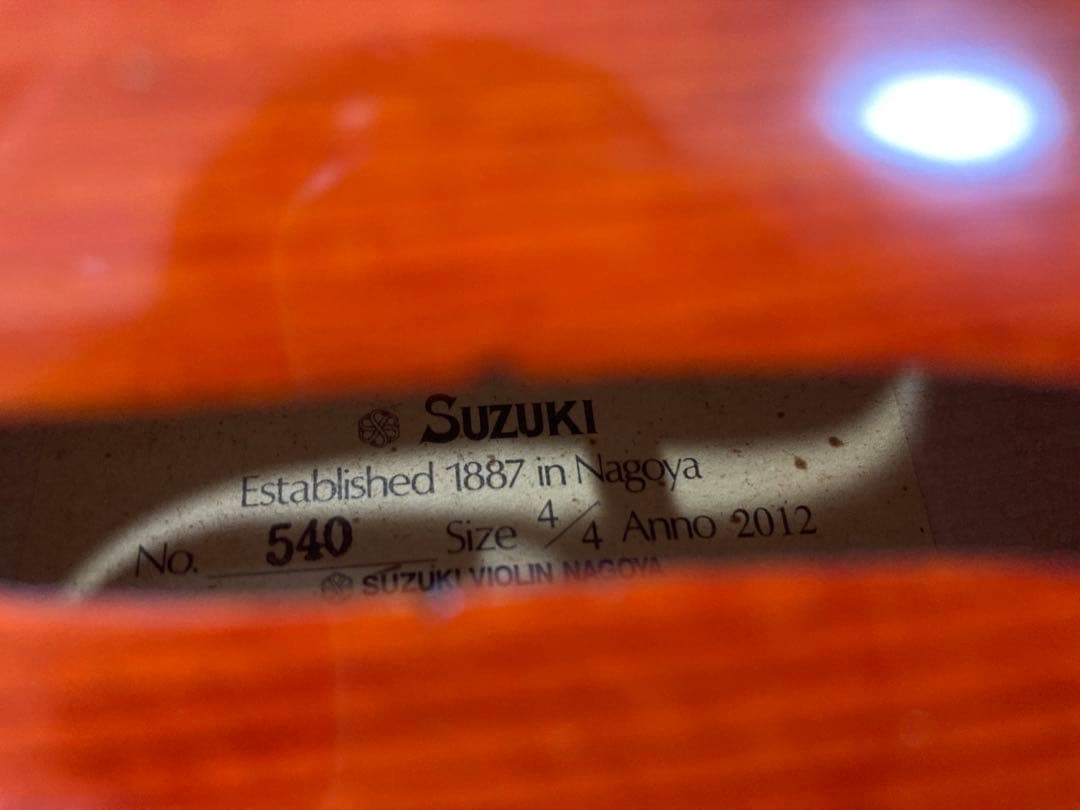 SUZUKI
Established 1887 in Nagoya
No. 540 Size 4/4 Anno 2012
SUZUKI VIOLIN NAGOYA